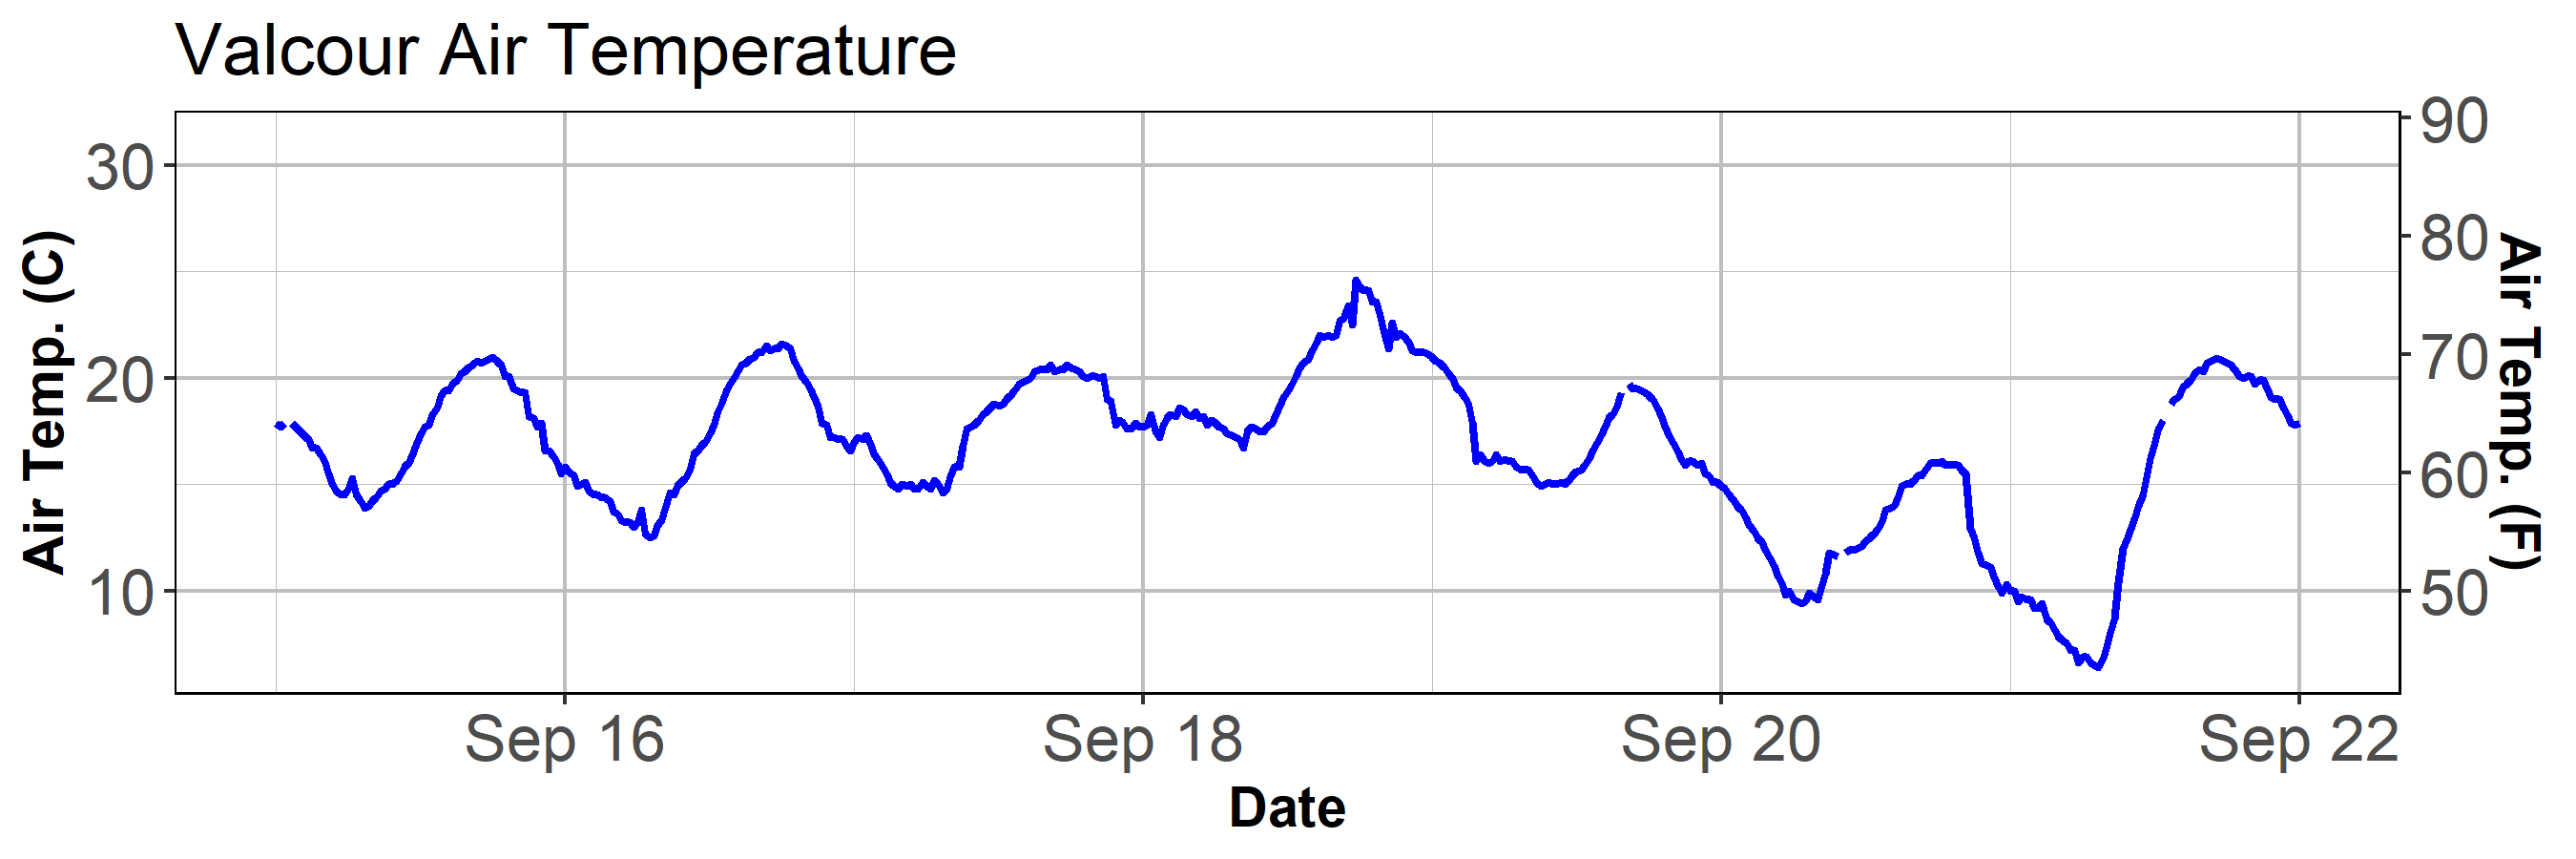 Valcour Air Temperature
30
20
10
Air Temp. (C)
90
80
70
60
50
Air Temp. (F)
Sep 16 Sep 18 Sep 20 Sep 22
Date